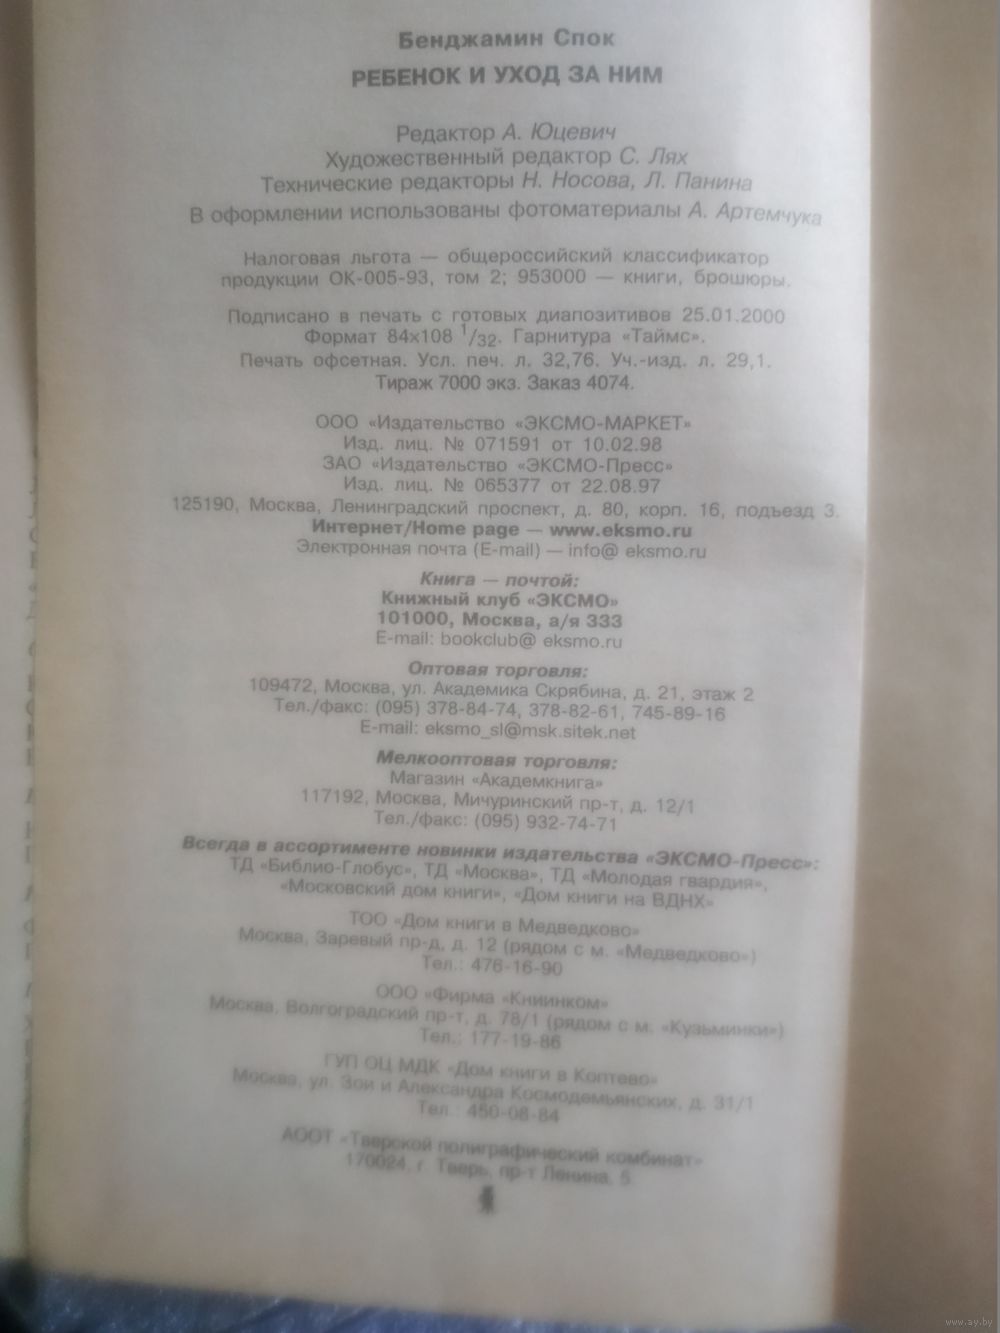 Бенджамин Спок
РЕБЕНОК И УХОД ЗА НИМ
Редактор А. Юцевич
Художественный редактор С. Лях
Технические редакторы Н. Носова, Л. Панина
В оформлении использованы фотоматериалы А. Артемчука
Налоговая льгота — общероссийский классификатор
продукции ОК-005-93, том 2; 953000 — книги, брошюры.
Подписано в печать с готовых диапозитивов 25.01.2000
Формат 84х108 1/32. Гарнитура «Таймс».
Печать офсетная. Усл. печ. л. 32,76. Уч.-изд. л. 29,1.
Тираж 7000 экз. Заказ 4074.
ООО «Издательство «ЭКСМО-МАРКЕТ»
Изд. лиц. № 071591 от 10.02.98
ЗАО «Издательство «ЭКСМО-Пресс»
Изд. лиц. № 065377 от 22.08.97
125190, Москва, Ленинградский проспект, д. 80, корп. 16, подъезд 3.
Интернет/Home page — www.eksmo.ru
Электронная почта (E-mail) — info@ eksmo.ru
Книга — почтой:
Книжный клуб «ЭКСМО»
101000, Москва, а/я 333
E-mail: bookclub@ eksmo.ru
Оптовая торговля:
109472, Москва, ул. Академика Скрябина, д. 21, этаж 2
Тел./факс: (095) 378-84-74, 378-82-61, 745-89-16
E-mail: eksmo_sl@msk.sitek.net
Мелкооптовая торговля:
Магазин «Академкнига»
117192, Москва, Мичуринский пр-т, д. 12/1
Тел./факс: (095) 932-74-71
Всегда в ассортименте новинки издательства «ЭКСМО-Пресс»:
ТД «Библио-Глобус», ТД «Москва», ТД «Молодая гвардия»,
«Московский дом книги», «Дом книги на ВДНХ»
ТОО «Дом книги в Медведково»
Москва, Заревый пр-д, д. 12 (рядом с м. «Медведково»)
Тел.: 476-16-90
ООО «Фирма «Книинком»
Москва, Волгоградский пр-т, д. 78/1 (рядом с м. «Кузьминки»)
Тел.: 177-19-86
ГУП ОЦ МДК «Дом книги в Коптево»
Москва, ул. Зои и Александра Космодемьянских, д. 31/1
Тел.: 450-08-84
АООТ «Тверской полиграфический комбинат»
170024, г. Тверь, пр-т Ленина, 5
www.ay.by